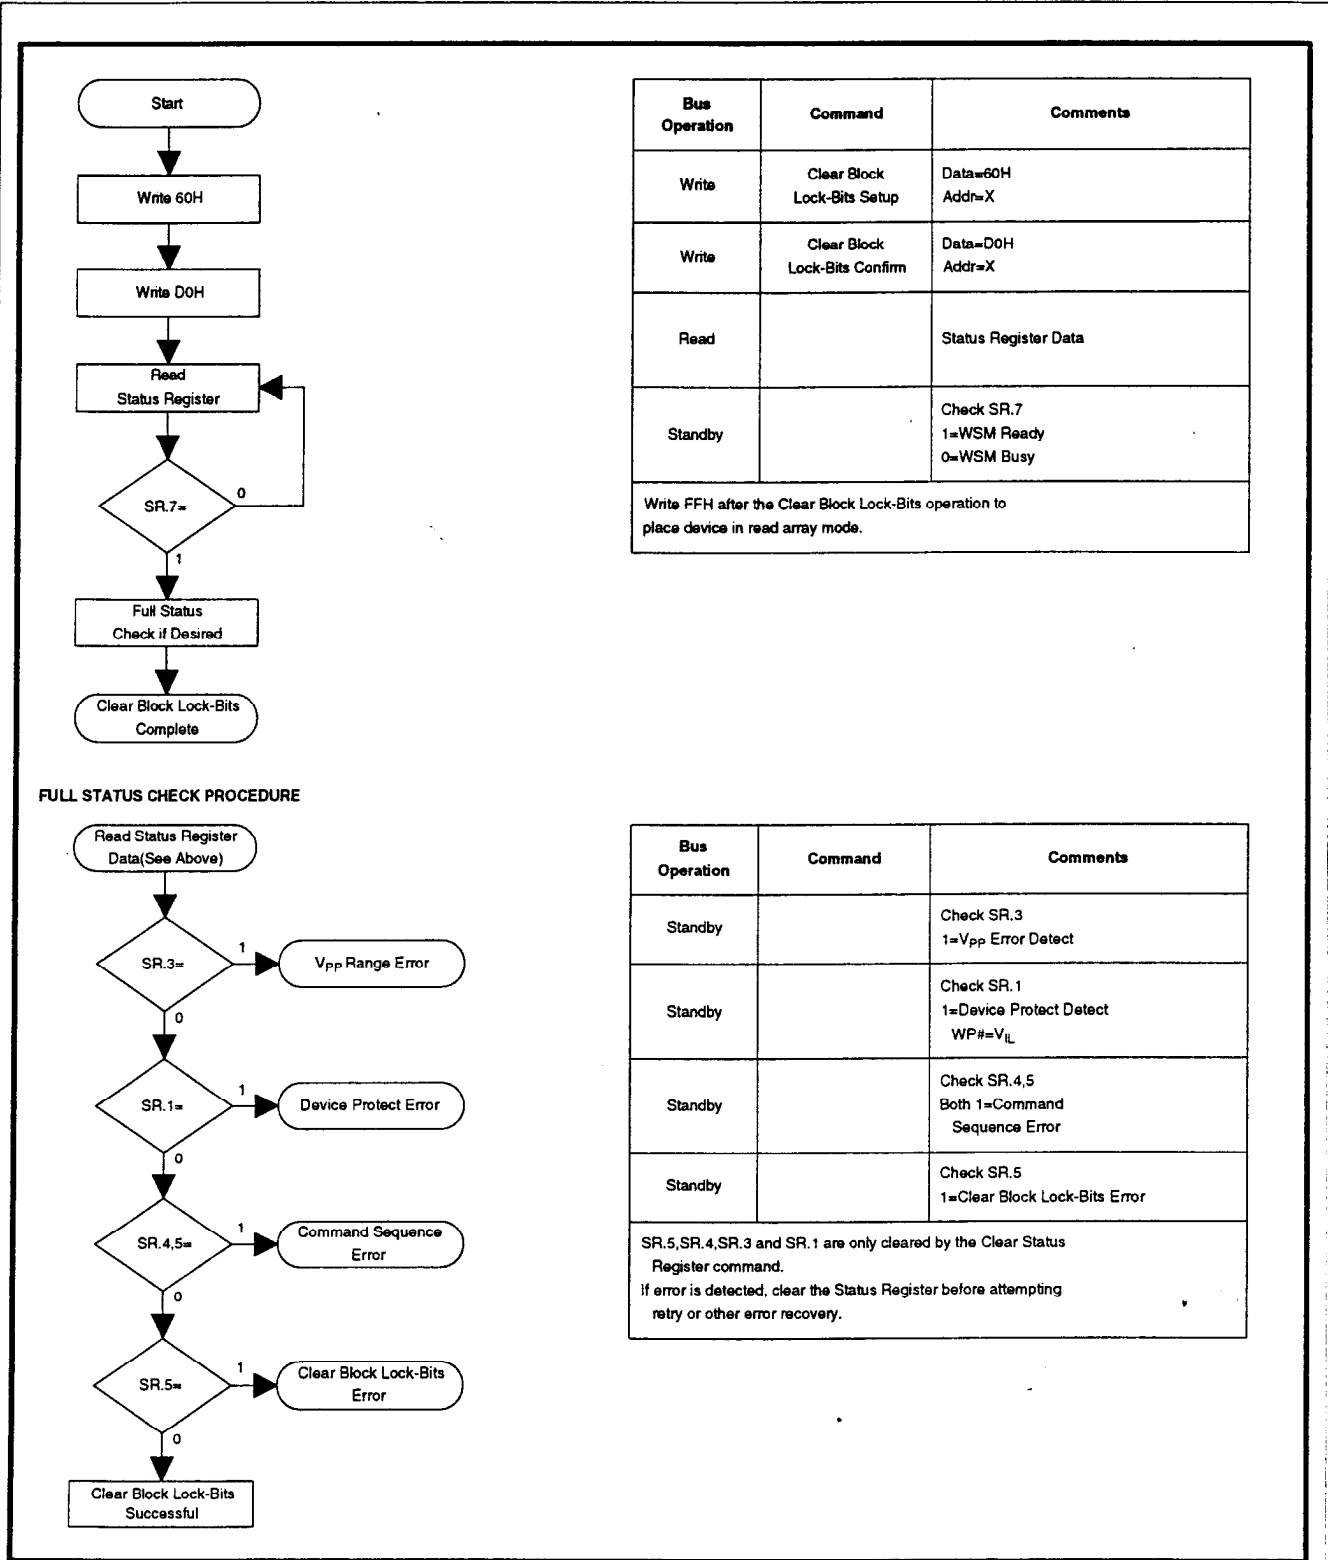 Start
Write 60H
Write D0H
Read
Status Register
SR.7=
0
1
Full Status
Check if Desired
Clear Block Lock-Bits
Complete
Bus
Operation
Command
Comments
Write
Clear Block
Lock-Bits Setup
Data=60H
Addr=X
Write
Clear Block
Lock-Bits Confirm
Data=D0H
Addr=X
Read
Status Register Data
Standby
Check SR.7
1=WSM Ready
0=WSM Busy
Write FFH after the Clear Block Lock-Bits operation to
place device in read array mode.
FULL STATUS CHECK PROCEDURE
Read Status Register
Data(See Above)
SR.3=
1
VPP Range Error
0
SR.1=
1
Device Protect Error
0
SR.4,5=
1
Command Sequence
Error
0
SR.5=
1
Clear Block Lock-Bits
Error
0
Clear Block Lock-Bits
Successful
Bus
Operation
Command
Comments
Standby
Check SR.3
1=VPP Error Detect
Standby
Check SR.1
1=Device Protect Detect
WP#=VIL
Standby
Check SR.4,5
Both 1=Command
Sequence Error
Standby
Check SR.5
1=Clear Block Lock-Bits Error
SR.5,SR.4,SR.3 and SR.1 are only cleared by the Clear Status
Register command.
If error is detected, clear the Status Register before attempting
retry or other error recovery.